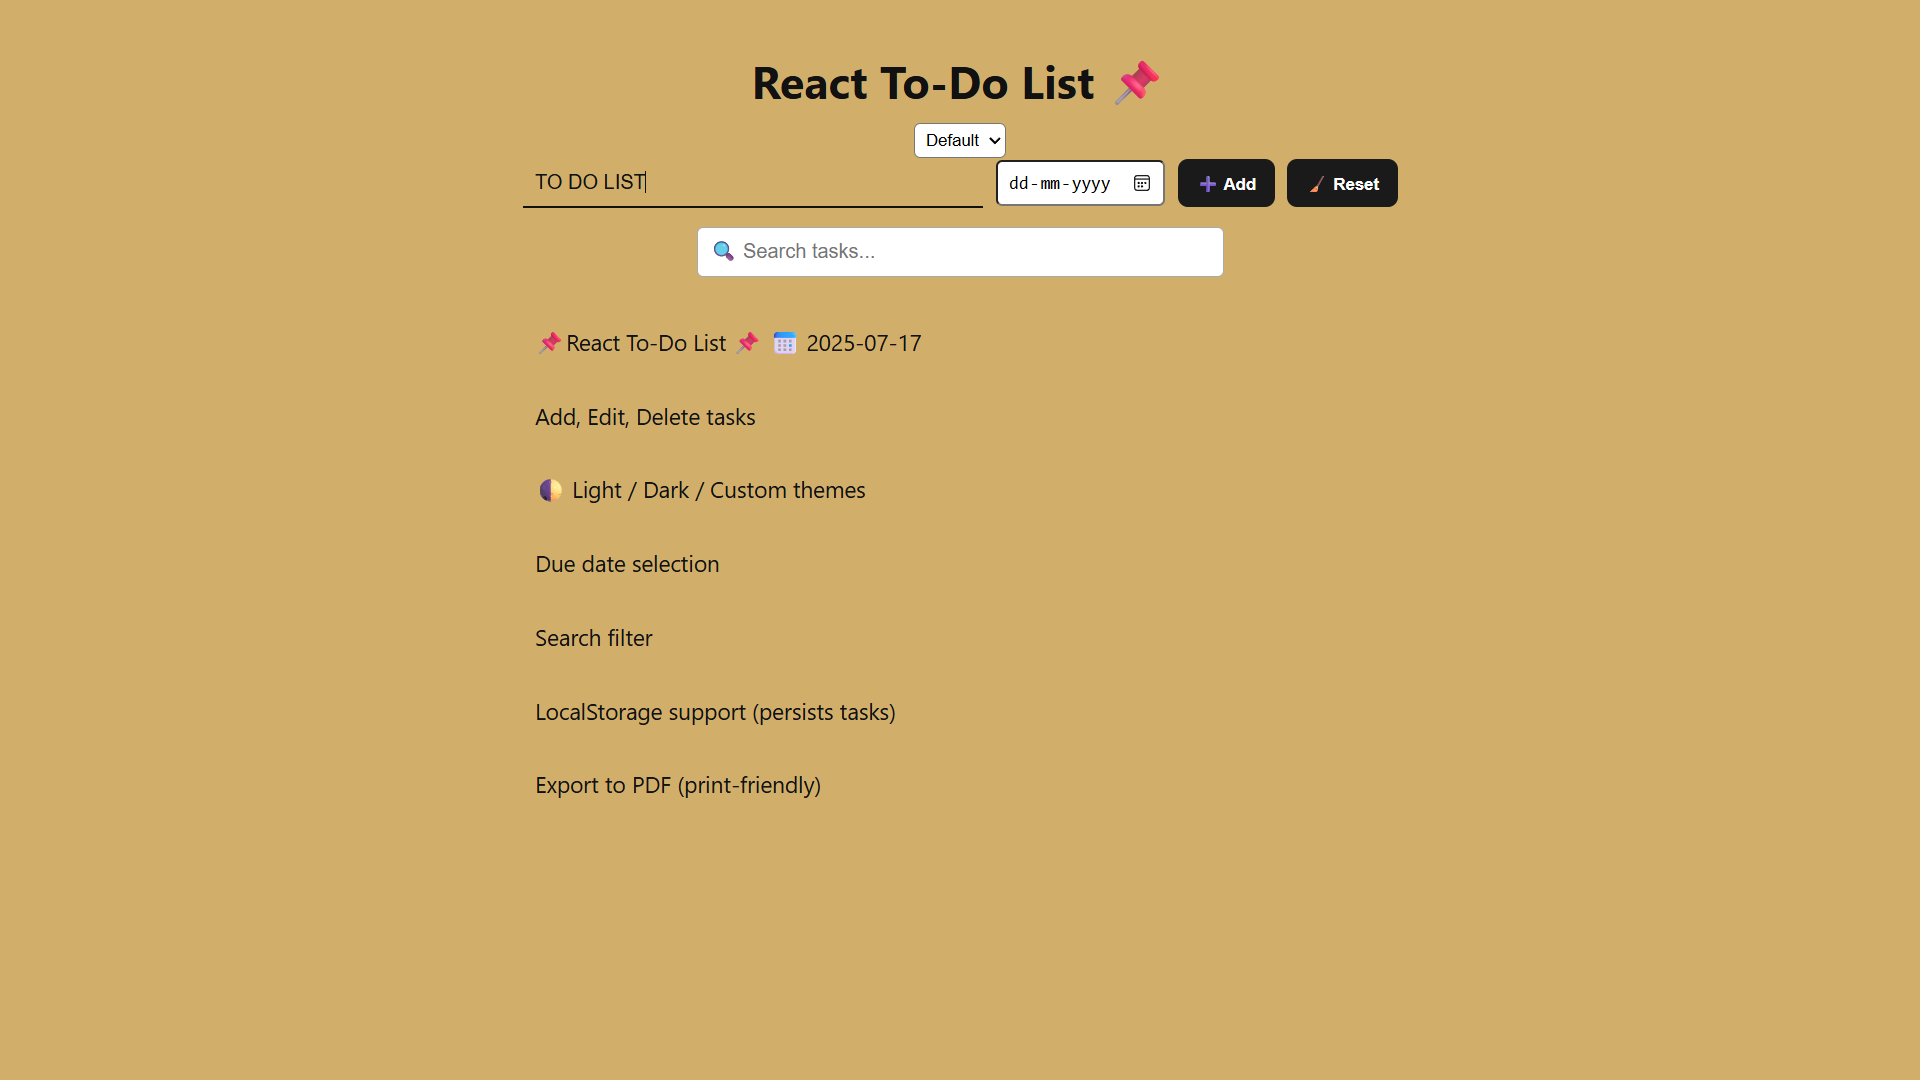 React To-Do List 📌
Default
TO DO LIST
dd-mm-yyyy
➕ Add
🧹 Reset
🔍 Search tasks...
📌React To-Do List 📌 📅 2025-07-17
Add, Edit, Delete tasks
🌓 Light / Dark / Custom themes
Due date selection
Search filter
LocalStorage support (persists tasks)
Export to PDF (print-friendly)